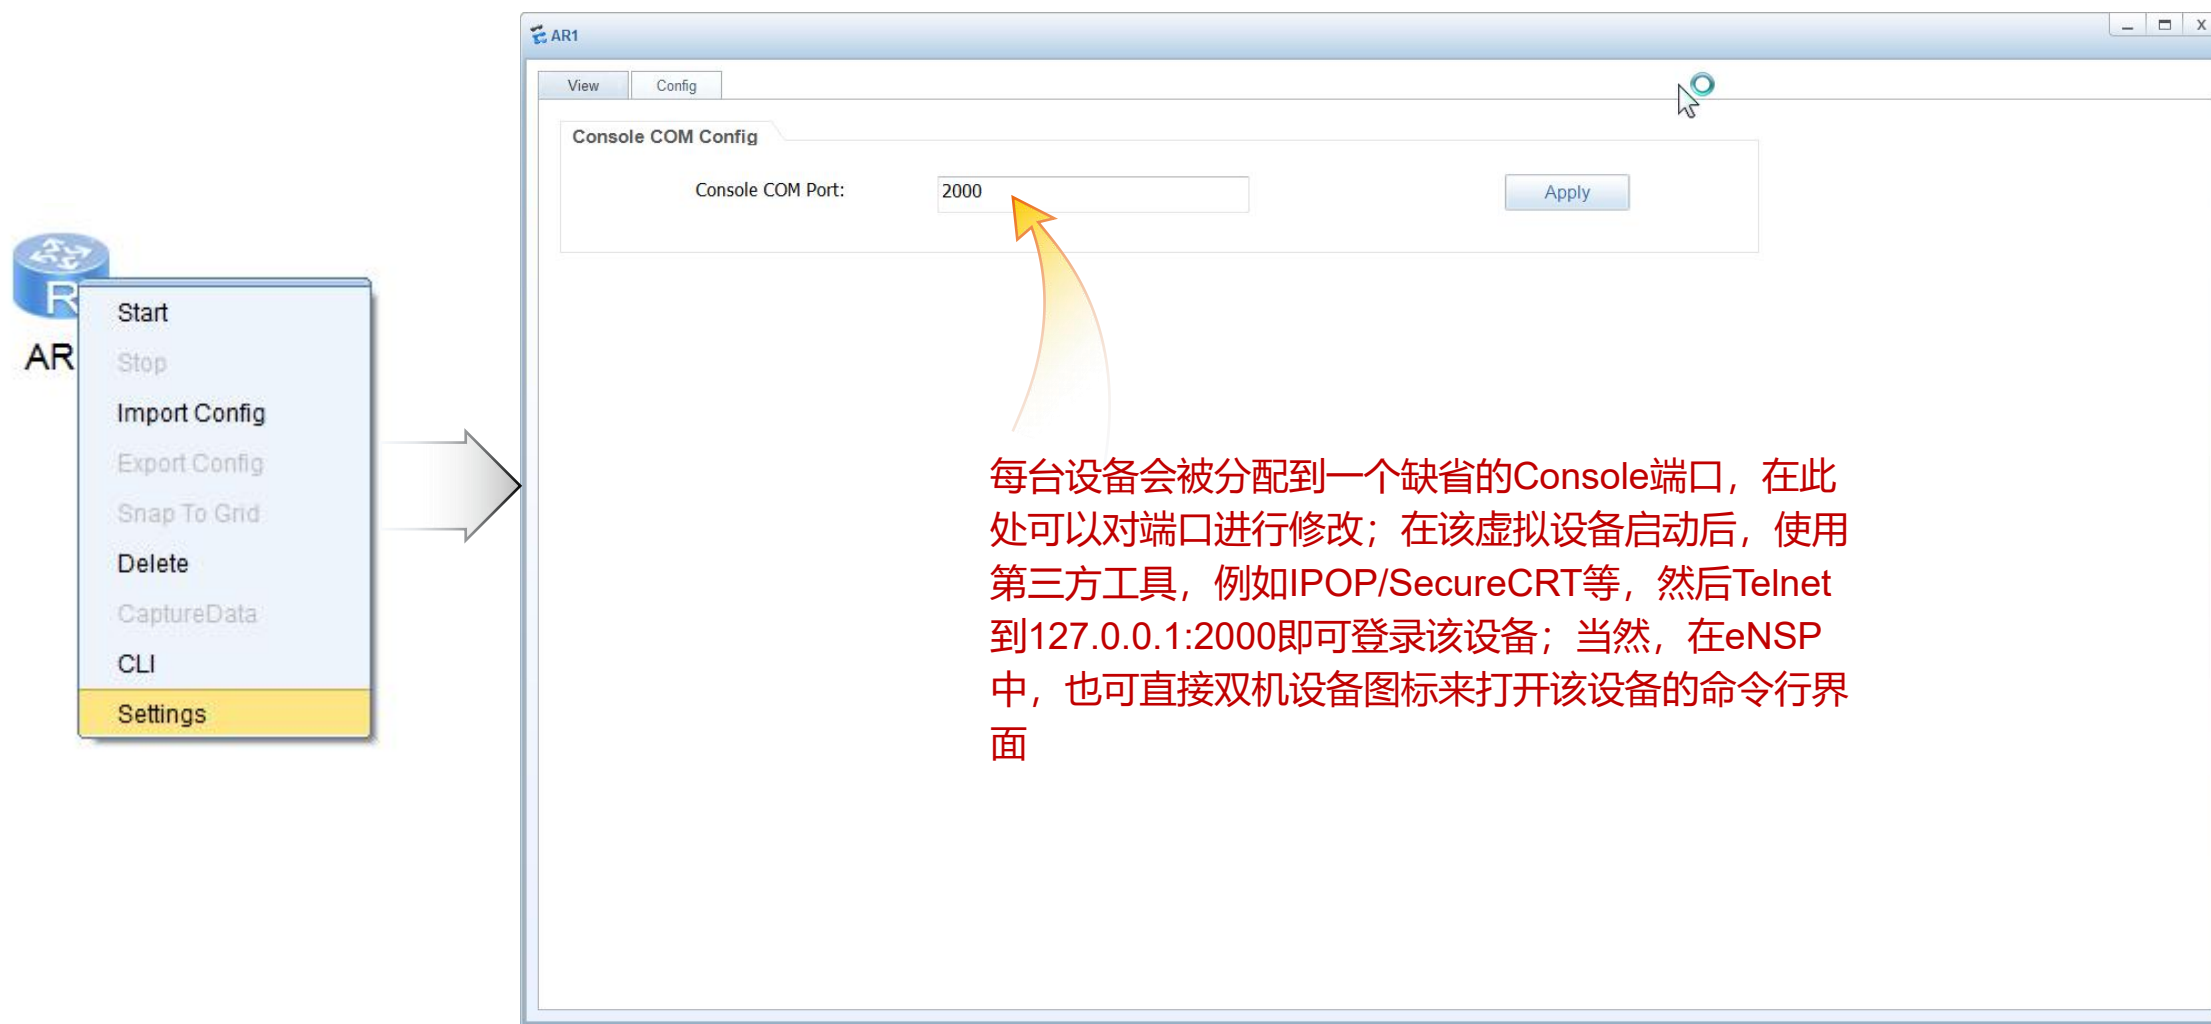 AR1
View
Config
Console COM Config
Console COM Port:
2000
Apply
R
AR
Start
Stop
Import Config
Export Config
Snap To Grid
Delete
CaptureData
CLI
Settings
每台设备会被分配到一个缺省的Console端口，在此
处可以对端口进行修改；在该虚拟设备启动后，使用
第三方工具，例如IPOP/SecureCRT等，然后Telnet
到127.0.0.1:2000即可登录该设备；当然，在eNSP
中，也可直接双机设备图标来打开该设备的命令行界
面